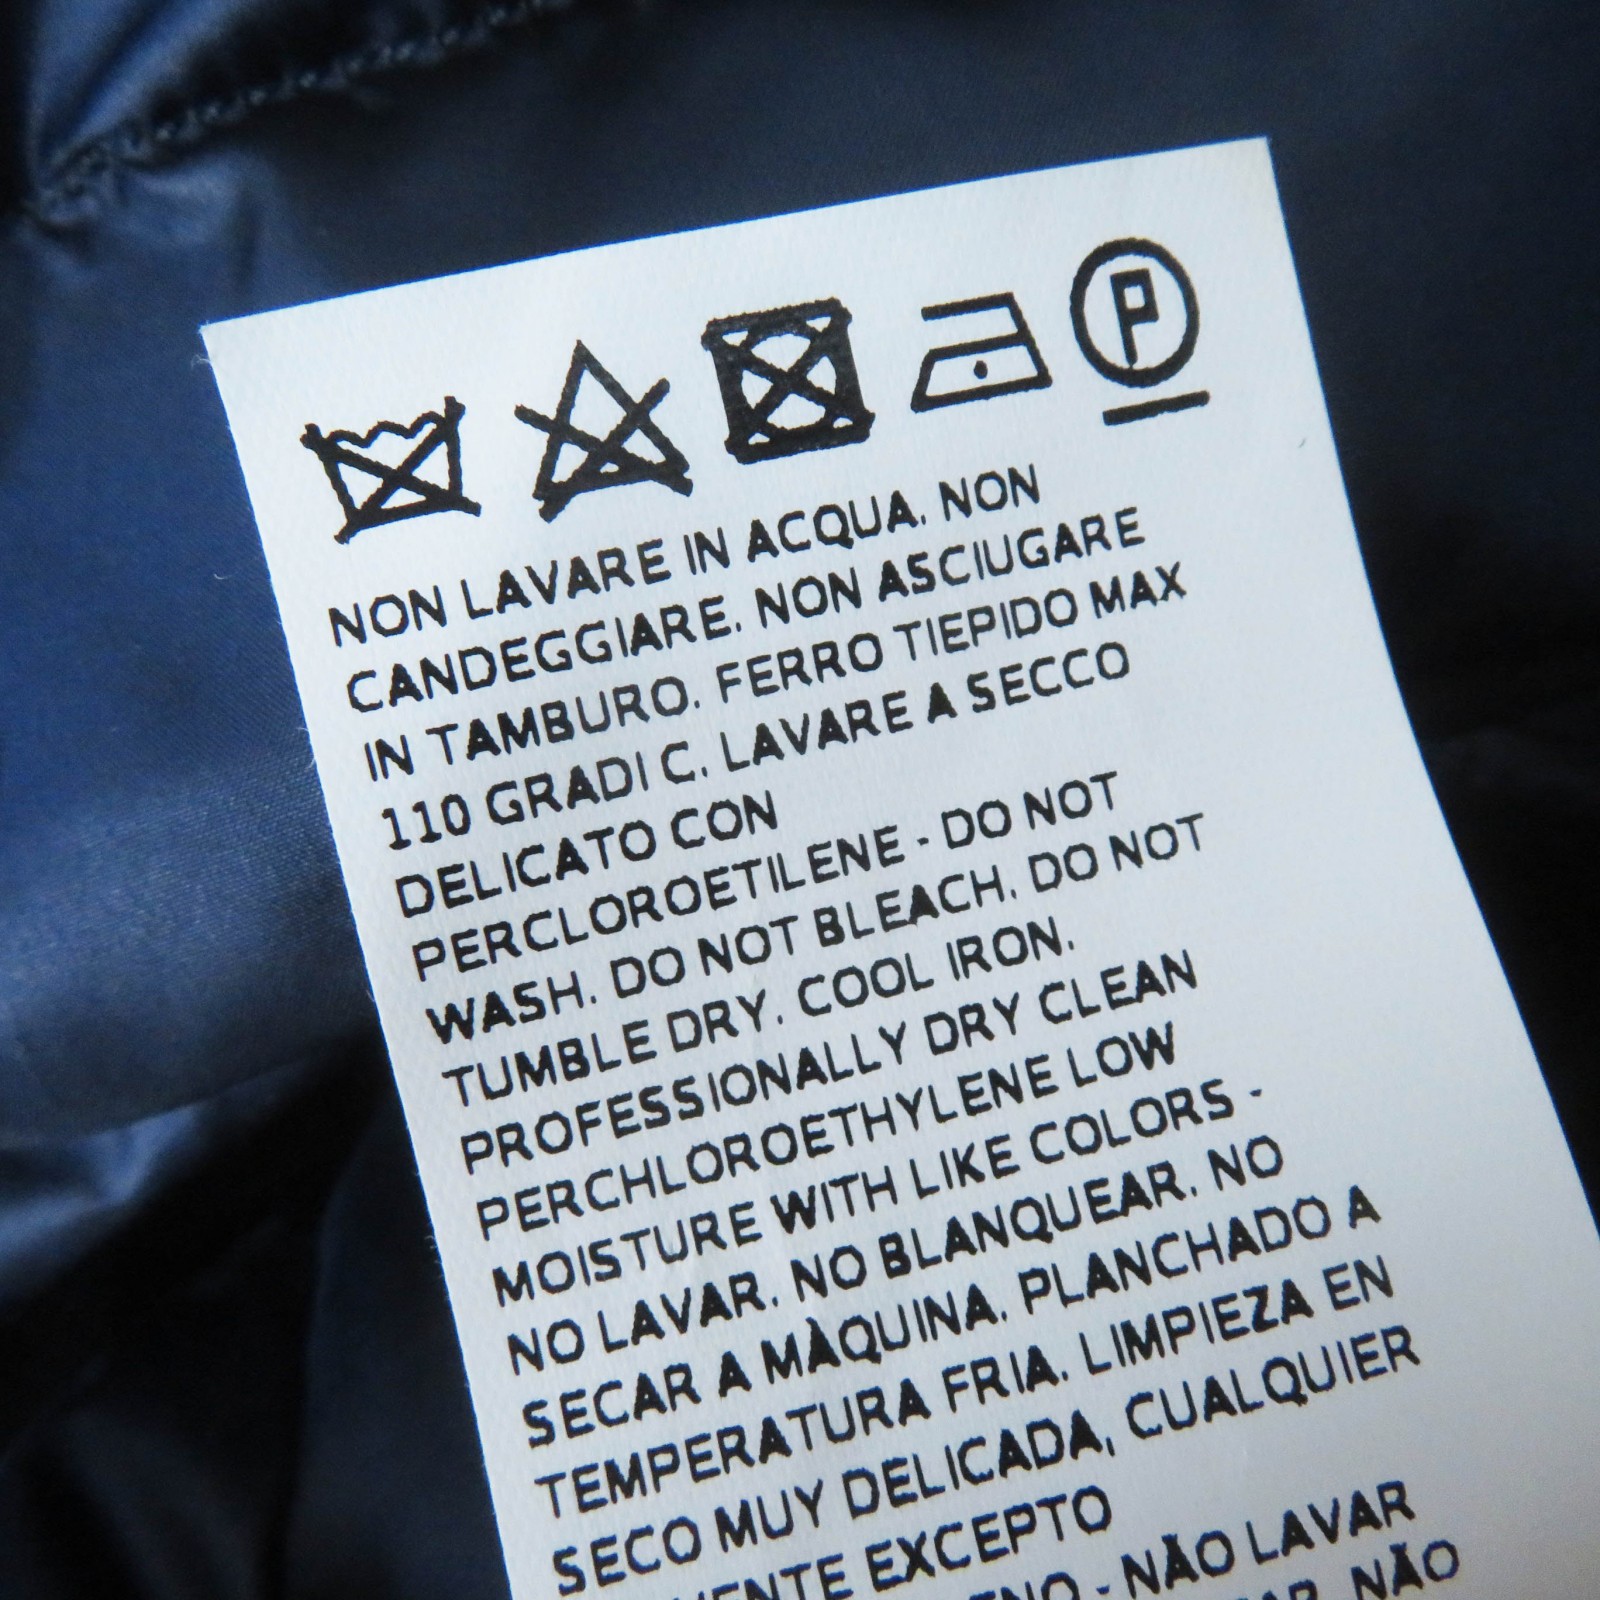 P
NON LAVARE IN ACQUA. NON
CANDEGGIARE. NON ASCIUGARE
IN TAMBURO. FERRO TIEPIDO MAX
110 GRADI C. LAVARE A SECCO
DELICATO CON
PERCLOROETILENE - DO NOT
WASH. DO NOT BLEACH. DO NOT
TUMBLE DRY. COOL IRON.
PROFESSIONALLY DRY CLEAN
PERCHLOROETHYLENE LOW
MOISTURE WITH LIKE COLORS -
NO LAVAR. NO BLANQUEAR. NO
SECAR A MÀQUINA. PLANCHADO A
TEMPERATURA FRIA. LIMPIEZA EN
SECO MUY DELICADA, CUALQUIER
EXCEPTO
- NÃO LAVAR
NÃO